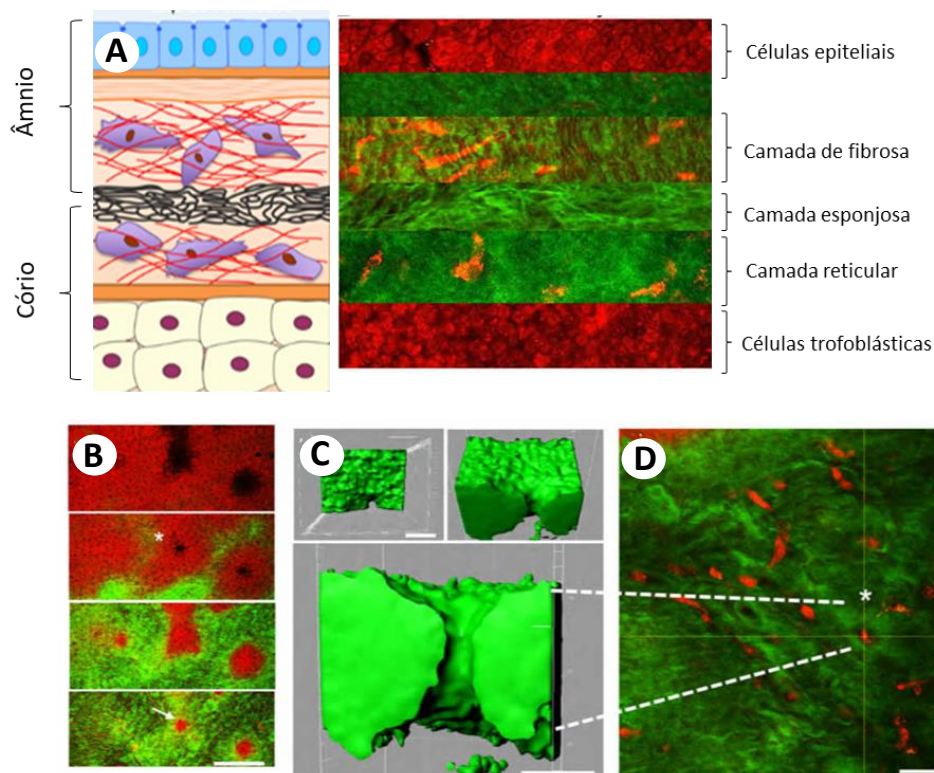 A
Âmnio
Cório
Células epiteliais
Camada de fibrosa
Camada esponjosa
Camada reticular
Células trofoblásticas
B
*
C
D
*